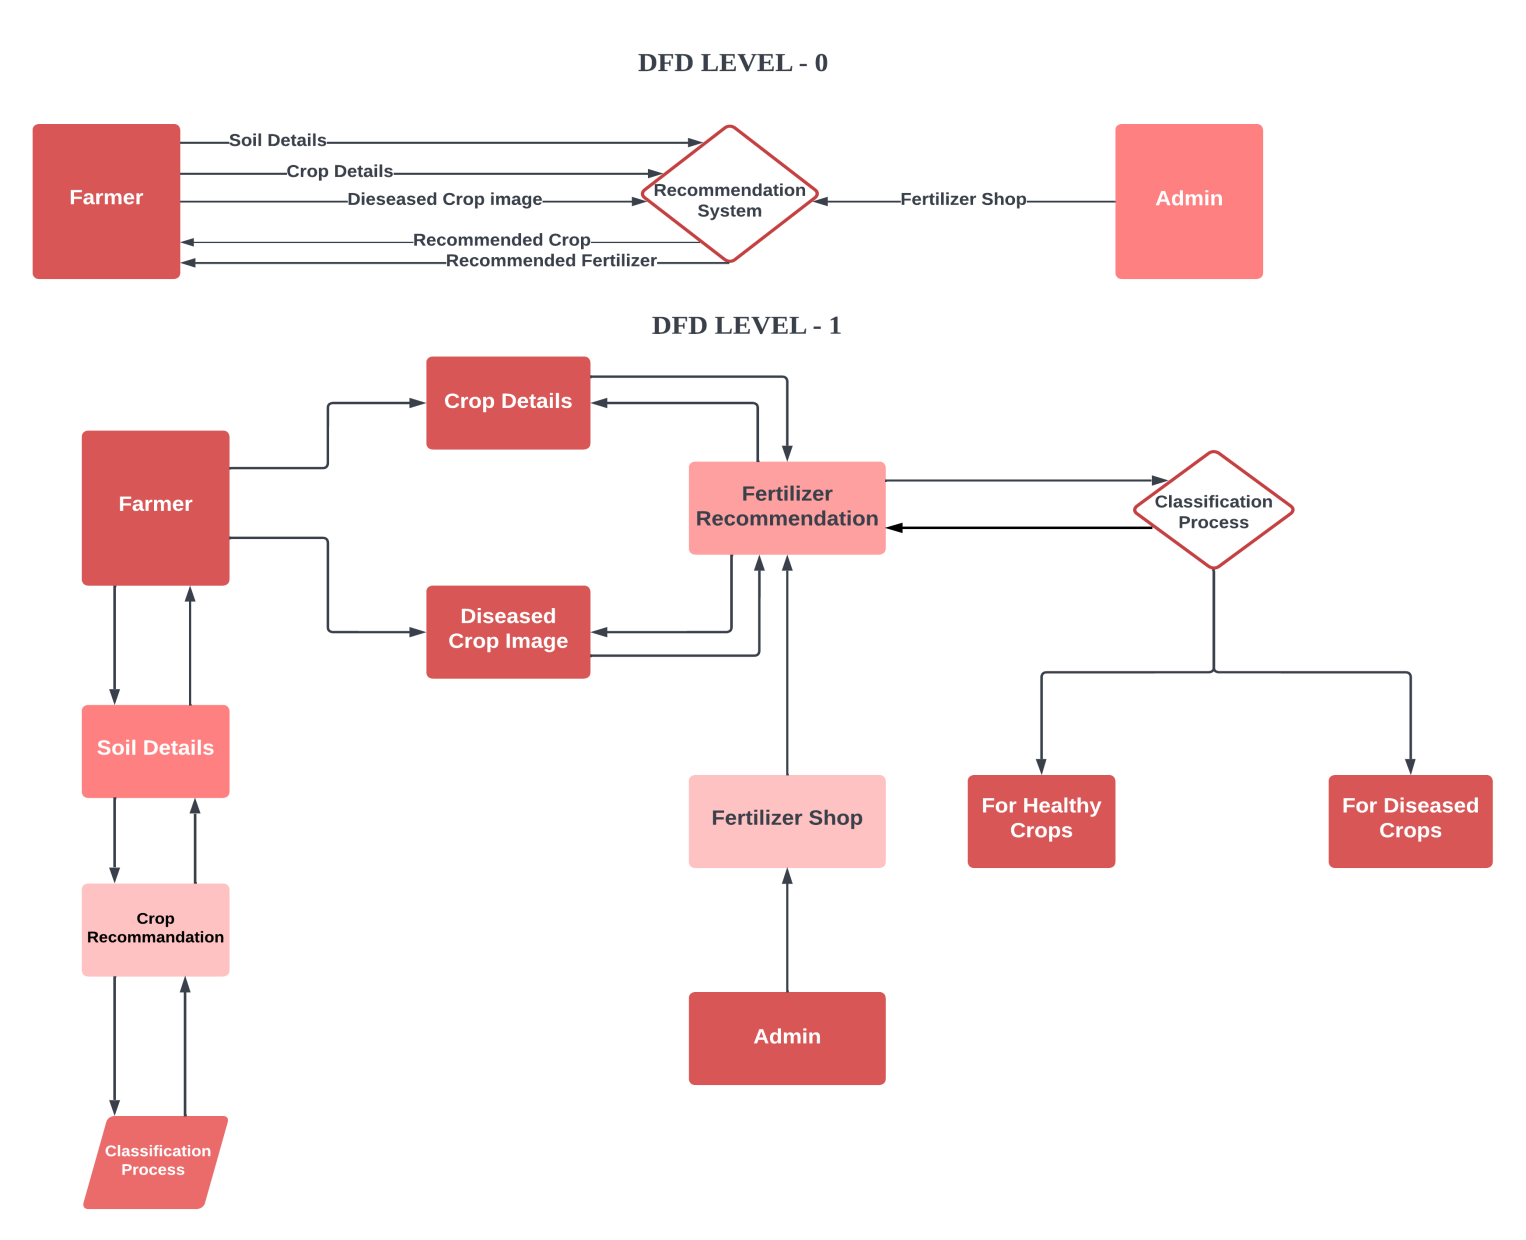 DFD LEVEL - 0
Farmer
Soil Details
Crop Details
Dieseased Crop image
Recommended Crop
Recommended Fertilizer
Recommendation
System
Fertilizer Shop
Admin
DFD LEVEL - 1
Crop Details
Farmer
Fertilizer
Recommendation
Classification
Process
Diseased
Crop Image
Soil Details
Fertilizer Shop
For Healthy
Crops
For Diseased
Crops
Crop
Recommandation
Admin
Classification
Process